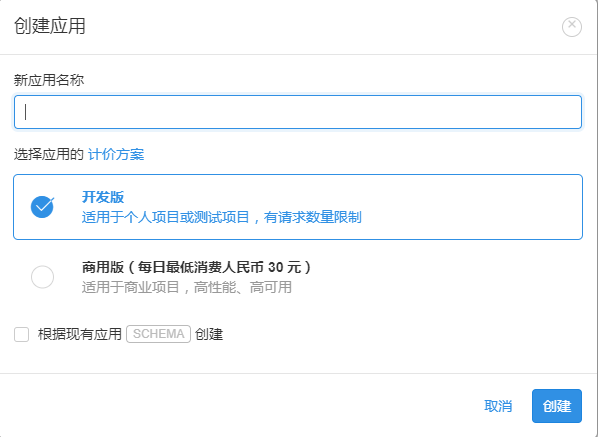 创建应用
新应用名称
选择应用的 计价方案
开发版
适用于个人项目或测试项目，有请求数量限制
商用版（每日最低消费人民币 30 元）
适用于商业项目，高性能、高可用
根据现有应用 SCHEMA 创建
取消 创建